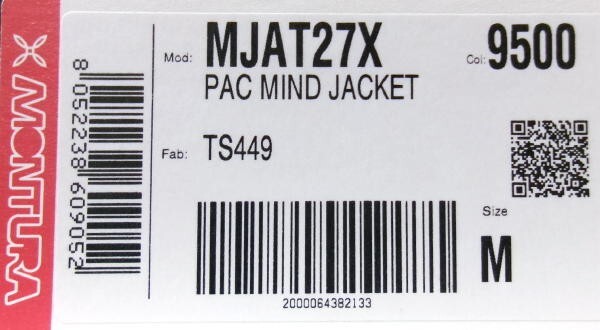 MONTURA
8 052238 609052
Mod: MJAT27X
PAC MIND JACKET
Col: 9500
Fab: TS449
Size
M
2000064382133